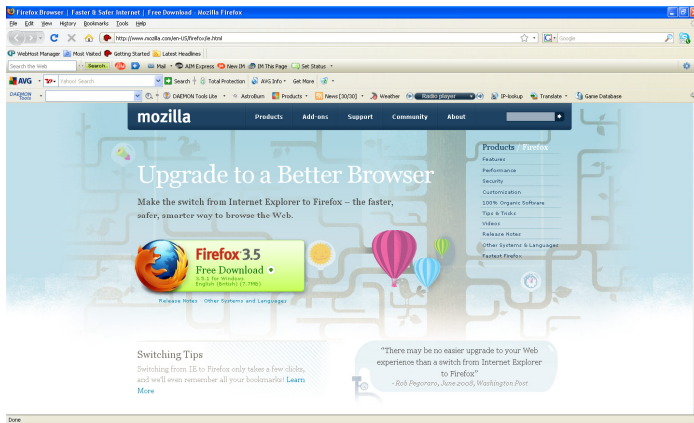 Firefox Browser | Faster & Safer Internet | Free Download - Mozilla Firefox
File Edit View History Bookmarks Tools Help
http://www.mozilla.com/en-US/firefox/ie.html Google
WebHost Manager Most Visited Getting Started Latest Headlines
Search the Web Search Mail AIM Express New IM IM This Page Set Status
AVG Yahoo! Search Search Total Protection AVG Info Get More
DAEMON Tools DAEMON Tools Lite AstroBurn Products News [30/30] Weather Radio player IP-lookup Translate Game Database
mozilla Products Add-ons Support Community About
Products / Firefox
Features
Performance
Security
Customization
100% Organic Software
Tips & Tricks
Videos
Release Notes
Other Systems & Languages
Fastest Firefox
Upgrade to a Better Browser
Make the switch from Internet Explorer to Firefox – the faster,
safer, smarter way to browse the Web.
Firefox 3.5
Free Download
3.5.1 for Windows
English (British) (7.7MB)
Release Notes - Other Systems and Languages
Switching Tips
Switching from IE to Firefox only takes a few clicks,
and we'll even remember all your bookmarks! Learn
More
"There may be no easier upgrade to your Web
experience than a switch from Internet Explorer
to Firefox"
- Rob Pegoraro, June 2008, Washington Post
Done